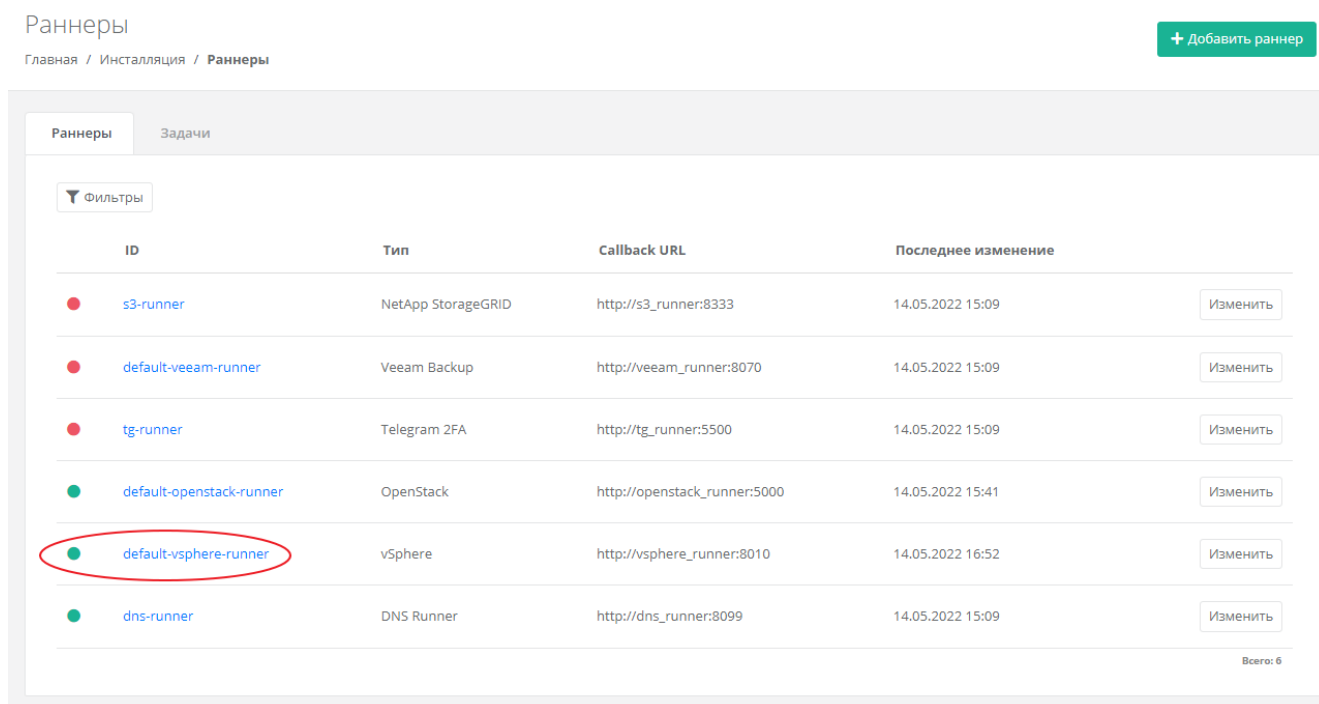 Раннеры
+ Добавить раннер
Главная / Инсталляция / Раннеры
Раннеры Задачи
Фильтры
ID Тип Callback URL Последнее изменение
s3-runner NetApp StorageGRID http://s3_runner:8333 14.05.2022 15:09 Изменить
default-veeam-runner Veeam Backup http://veeam_runner:8070 14.05.2022 15:09 Изменить
tg-runner Telegram 2FA http://tg_runner:5500 14.05.2022 15:09 Изменить
default-openstack-runner OpenStack http://openstack_runner:5000 14.05.2022 15:41 Изменить
default-vsphere-runner vSphere http://vsphere_runner:8010 14.05.2022 16:52 Изменить
dns-runner DNS Runner http://dns_runner:8099 14.05.2022 15:09 Изменить
Всего: 6